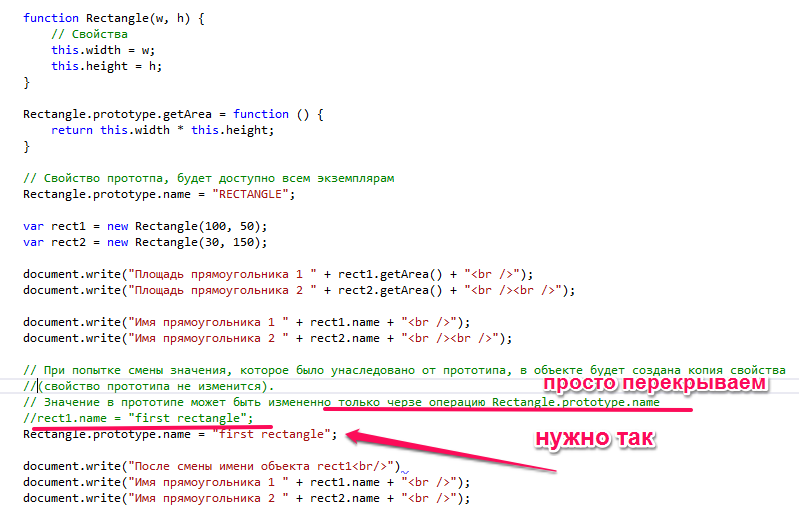 function Rectangle(w, h) {
// Свойства
this.width = w;
this.height = h;
}
Rectangle.prototype.getArea = function () {
return this.width * this.height;
}
// Свойство прототпа, будет доступно всем экземплярам
Rectangle.prototype.name = "RECTANGLE";
var rect1 = new Rectangle(100, 50);
var rect2 = new Rectangle(30, 150);
document.write("Площадь прямоугольника 1 " + rect1.getArea() + "<br />");
document.write("Площадь прямоугольника 2 " + rect2.getArea() + "<br /><br />");
document.write("Имя прямоугольника 1 " + rect1.name + "<br />");
document.write("Имя прямоугольника 2 " + rect2.name + "<br /><br />");
// При попытке смены значения, которое было унаследовано от прототипа, в объекте будет создана копия свойства
//(свойство прототипа не изменится).
просто перекрываем
// Значение в прототипе может быть измененно только черзе операцию Rectangle.prototype.name
//rect1.name = "first rectangle";
Rectangle.prototype.name = "first rectangle";
нужно так
document.write("После смены имени объекта rect1<br/>")
document.write("Имя прямоугольника 1 " + rect1.name + "<br />");
document.write("Имя прямоугольника 2 " + rect2.name + "<br />");